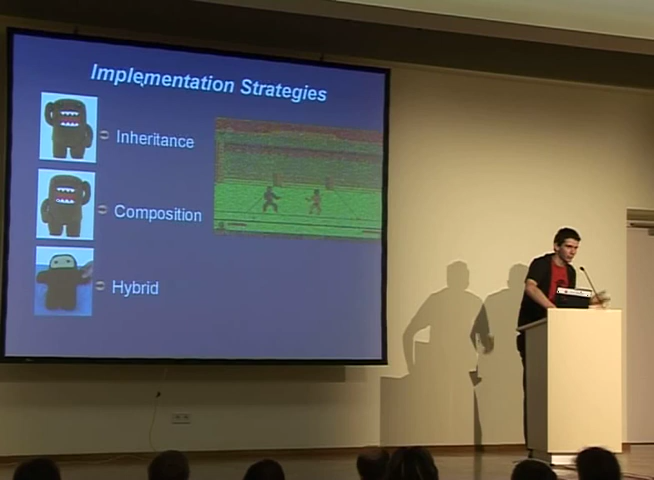 Implementation Strategies
Inheritance
Composition
Hybrid